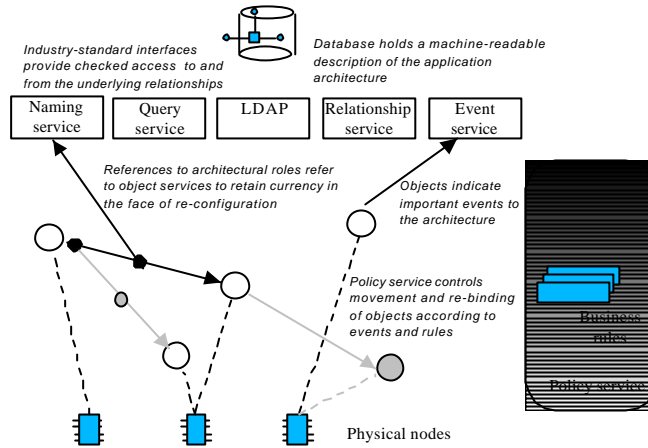 Industry-standard interfaces
provide checked access to and
from the underlying relationships
Database holds a machine-readable
description of the application
architecture
Naming
service
Query
service
LDAP
Relationship
service
Event
service
References to architectural roles refer
to object services to retain currency in
the face of re-configuration
Objects indicate
important events to
the architecture
Policy service controls
movement and re-binding
of objects according to
events and rules
Business
rules
Policy service
Physical nodes